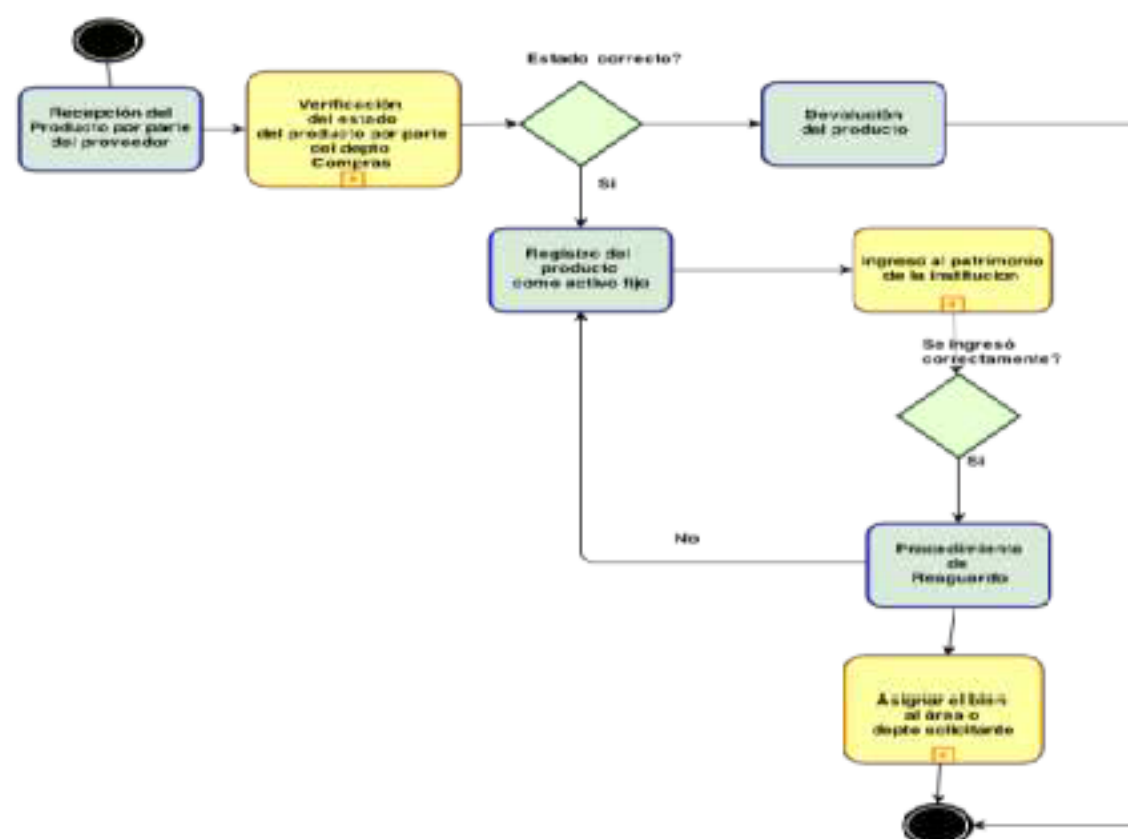 Estado correcto?
Recepción del
Producto por parte
del proveedor
Verificación
del estado
del producto por parte
del depto
Compras
Devolución
del producto
Si
Registro del
producto
como activo fijo
Ingreso al patrimonio
de la institucion
Se ingresó
correctamente?
Si
No
Procedimiento
de
Resguardo
Asignar el bien
al área o
depto solicitante